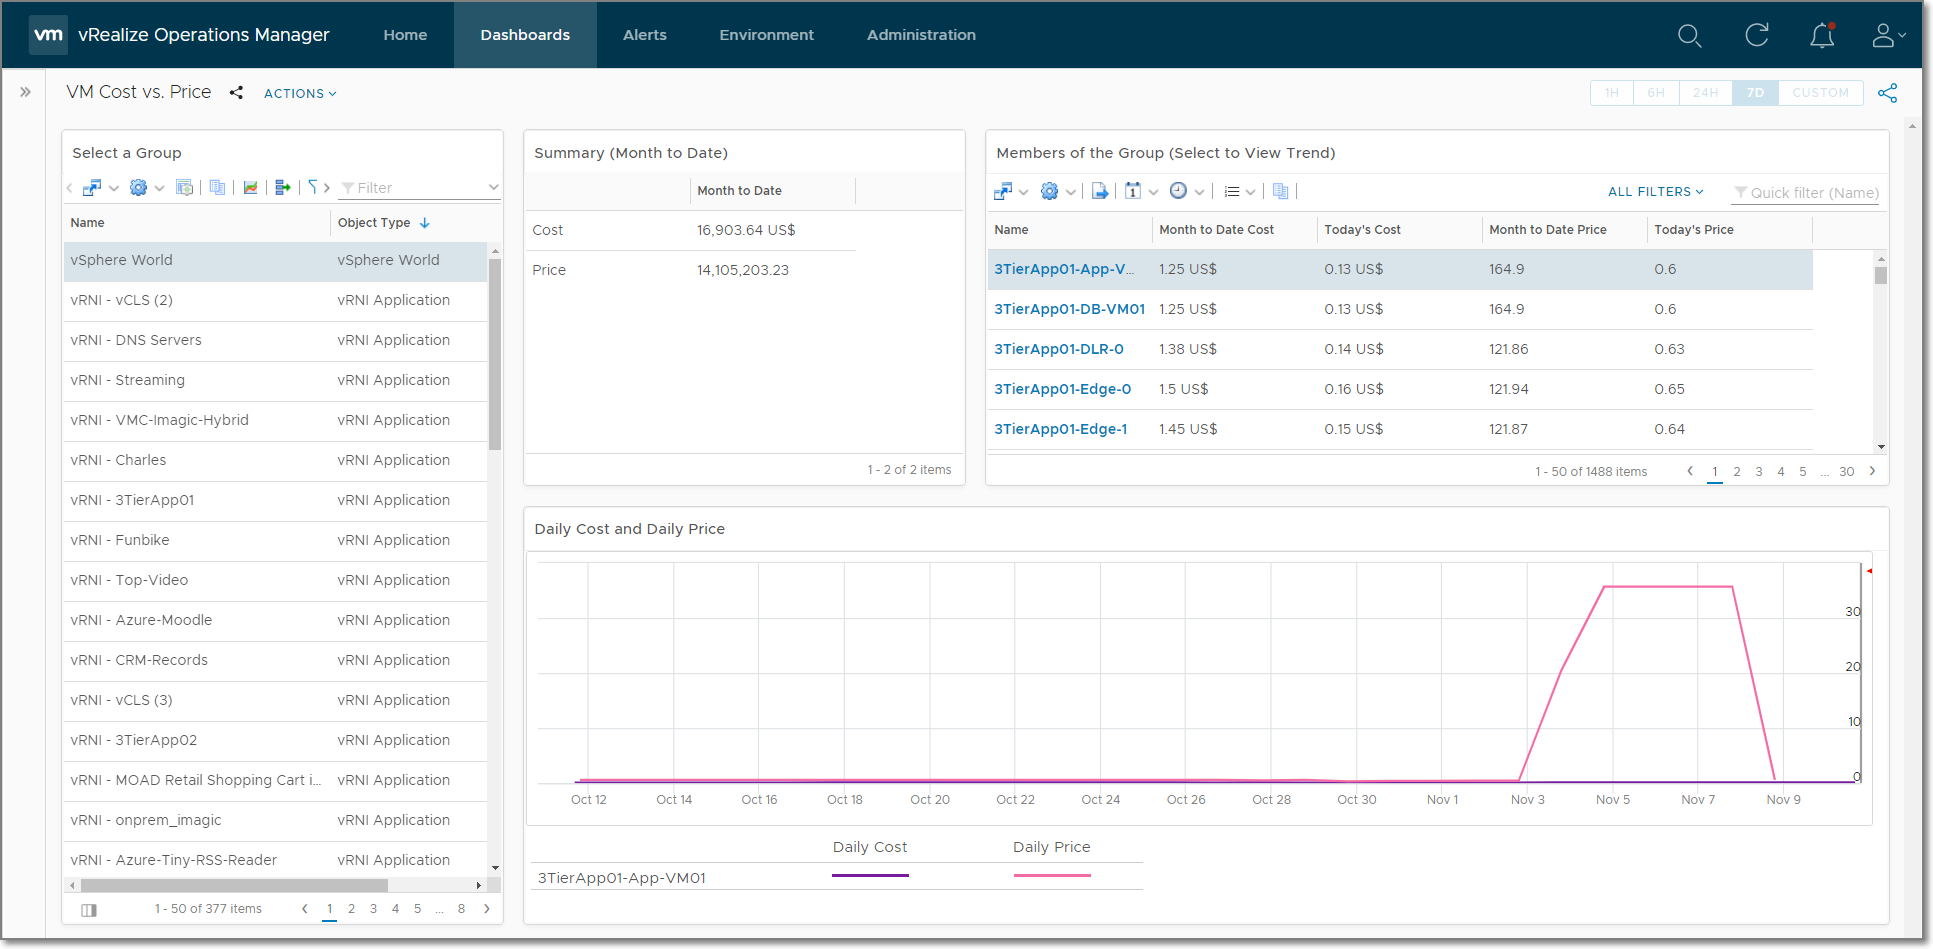 vm vRealize Operations Manager Home Dashboards Alerts Environment Administration
VM Cost vs. Price ACTIONS 1H 6H 24H 7D CUSTOM
Select a Group
Filter
Name Object Type
vSphere World vSphere World
vRNI - vCLS (2) vRNI Application
vRNI - DNS Servers vRNI Application
vRNI - Streaming vRNI Application
vRNI - VMC-Imagic-Hybrid vRNI Application
vRNI - Charles vRNI Application
vRNI - 3TierApp01 vRNI Application
vRNI - Funbike vRNI Application
vRNI - Top-Video vRNI Application
vRNI - Azure-Moodle vRNI Application
vRNI - CRM-Records vRNI Application
vRNI - vCLS (3) vRNI Application
vRNI - 3TierApp02 vRNI Application
vRNI - MOAD Retail Shopping Cart i... vRNI Application
vRNI - onprem_imagic vRNI Application
vRNI - Azure-Tiny-RSS-Reader vRNI Application
1 - 50 of 377 items 1 2 3 4 5 ... 8
Summary (Month to Date)
Month to Date
Cost 16,903.64 US$
Price 14,105,203.23
1 - 2 of 2 items
Members of the Group (Select to View Trend)
1 ALL FILTERS Quick filter (Name)
Name Month to Date Cost Today's Cost Month to Date Price Today's Price
3TierApp01-App-V... 1.25 US$ 0.13 US$ 164.9 0.6
3TierApp01-DB-VM01 1.25 US$ 0.13 US$ 164.9 0.6
3TierApp01-DLR-0 1.38 US$ 0.14 US$ 121.86 0.63
3TierApp01-Edge-0 1.5 US$ 0.16 US$ 121.94 0.65
3TierApp01-Edge-1 1.45 US$ 0.15 US$ 121.87 0.64
1 - 50 of 1488 items 1 2 3 4 5 ... 30
Daily Cost and Daily Price
30
20
10
0
Oct 12 Oct 14 Oct 16 Oct 18 Oct 20 Oct 22 Oct 24 Oct 26 Oct 28 Oct 30 Nov 1 Nov 3 Nov 5 Nov 7 Nov 9
Daily Cost Daily Price
3TierApp01-App-VM01